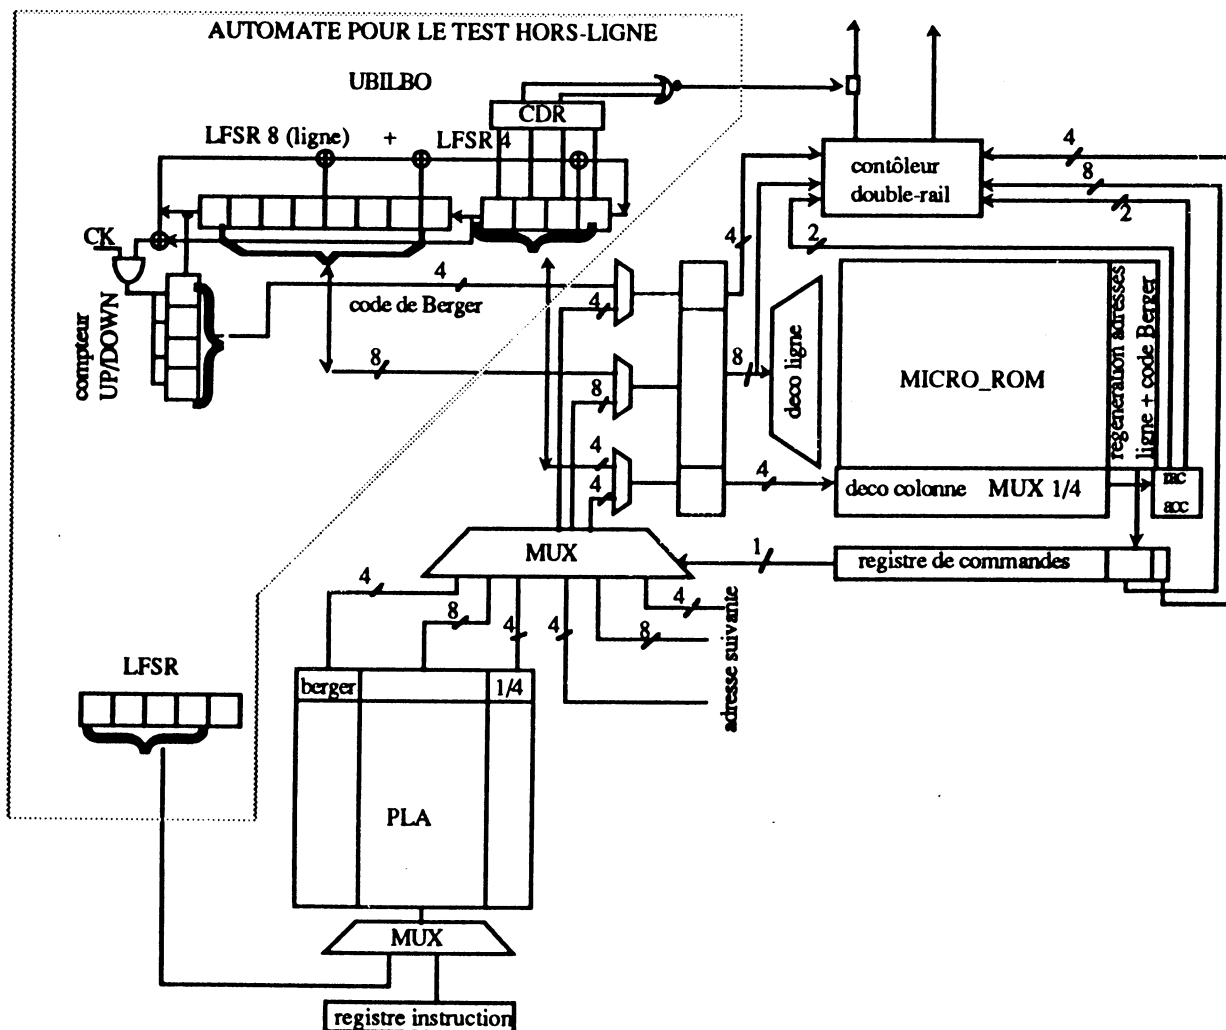 AUTOMATE POUR LE TEST HORS-LIGNE
UBILBO
CDR
LFSR 8 (ligne) + LFSR 4
4
contôleur
double-rail
8
2
CK
4
2
4
code de Berger
4
compteur
UP/DOWN
8
8
8
deco ligne
MICRO_ROM
regeneration adresses
ligne + code Berger
4
4
4
deco colonne MUX 1/4
rac
acc
MUX
1
registre de commandes
4
8
4
4
8
4
adresse suivante
LFSR
berger
1/4
PLA
MUX
registre instruction